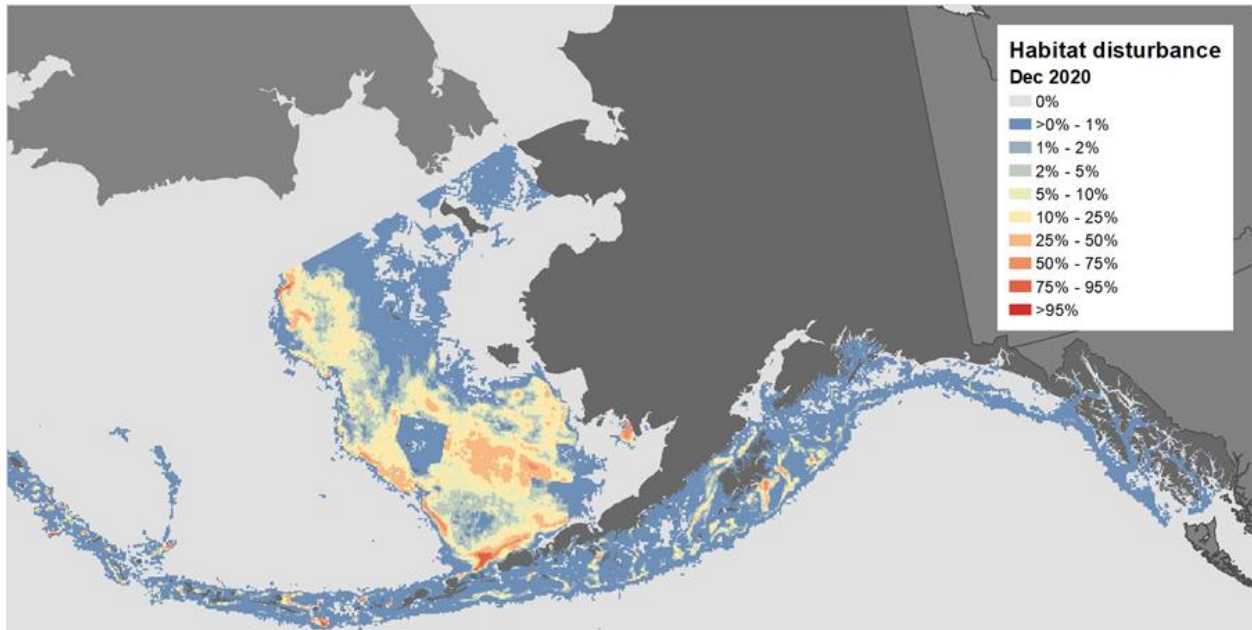 Habitat disturbance
Dec 2020
0%
>0% - 1%
1% - 2%
2% - 5%
5% - 10%
10% - 25%
25% - 50%
50% - 75%
75% - 95%
>95%